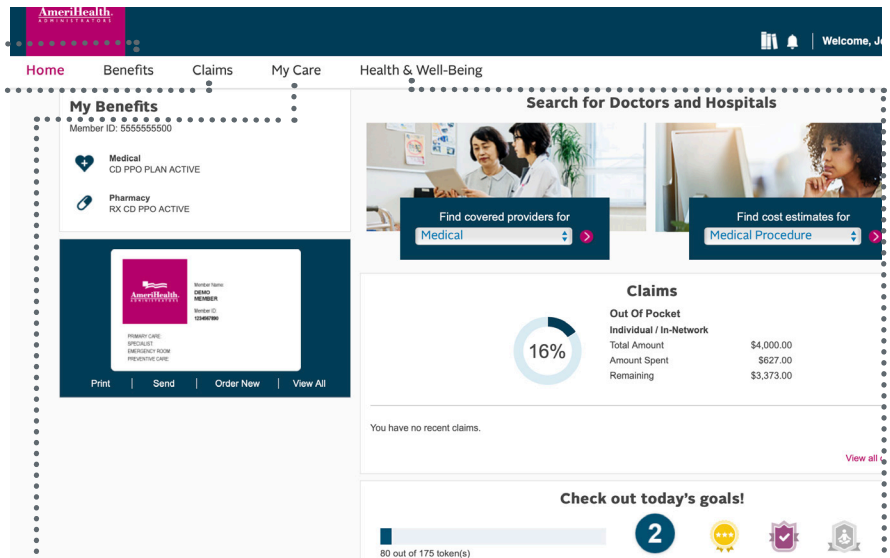 AmeriHealth.
ADMINISTRATORS
Welcome, J
Home Benefits Claims My Care Health & Well-Being
My Benefits
Member ID: 5555555500
Medical
CD PPO PLAN ACTIVE
Pharmacy
RX CD PPO ACTIVE
AmeriHealth.
ADMINISTRATORS
Member Name:
DEMO
MEMBER
Member ID:
1234567890
PRIMARY CARE:
SPECIALIST:
EMERGENCY ROOM:
PREVENTIVE CARE:
Print | Send | Order New | View All
Search for Doctors and Hospitals
Find covered providers for
Medical
Find cost estimates for
Medical Procedure
Claims
16%
Out Of Pocket
Individual / In-Network
Total Amount $4,000.00
Amount Spent $627.00
Remaining $3,373.00
You have no recent claims.
View all
Check out today's goals!
80 out of 175 token(s)
2